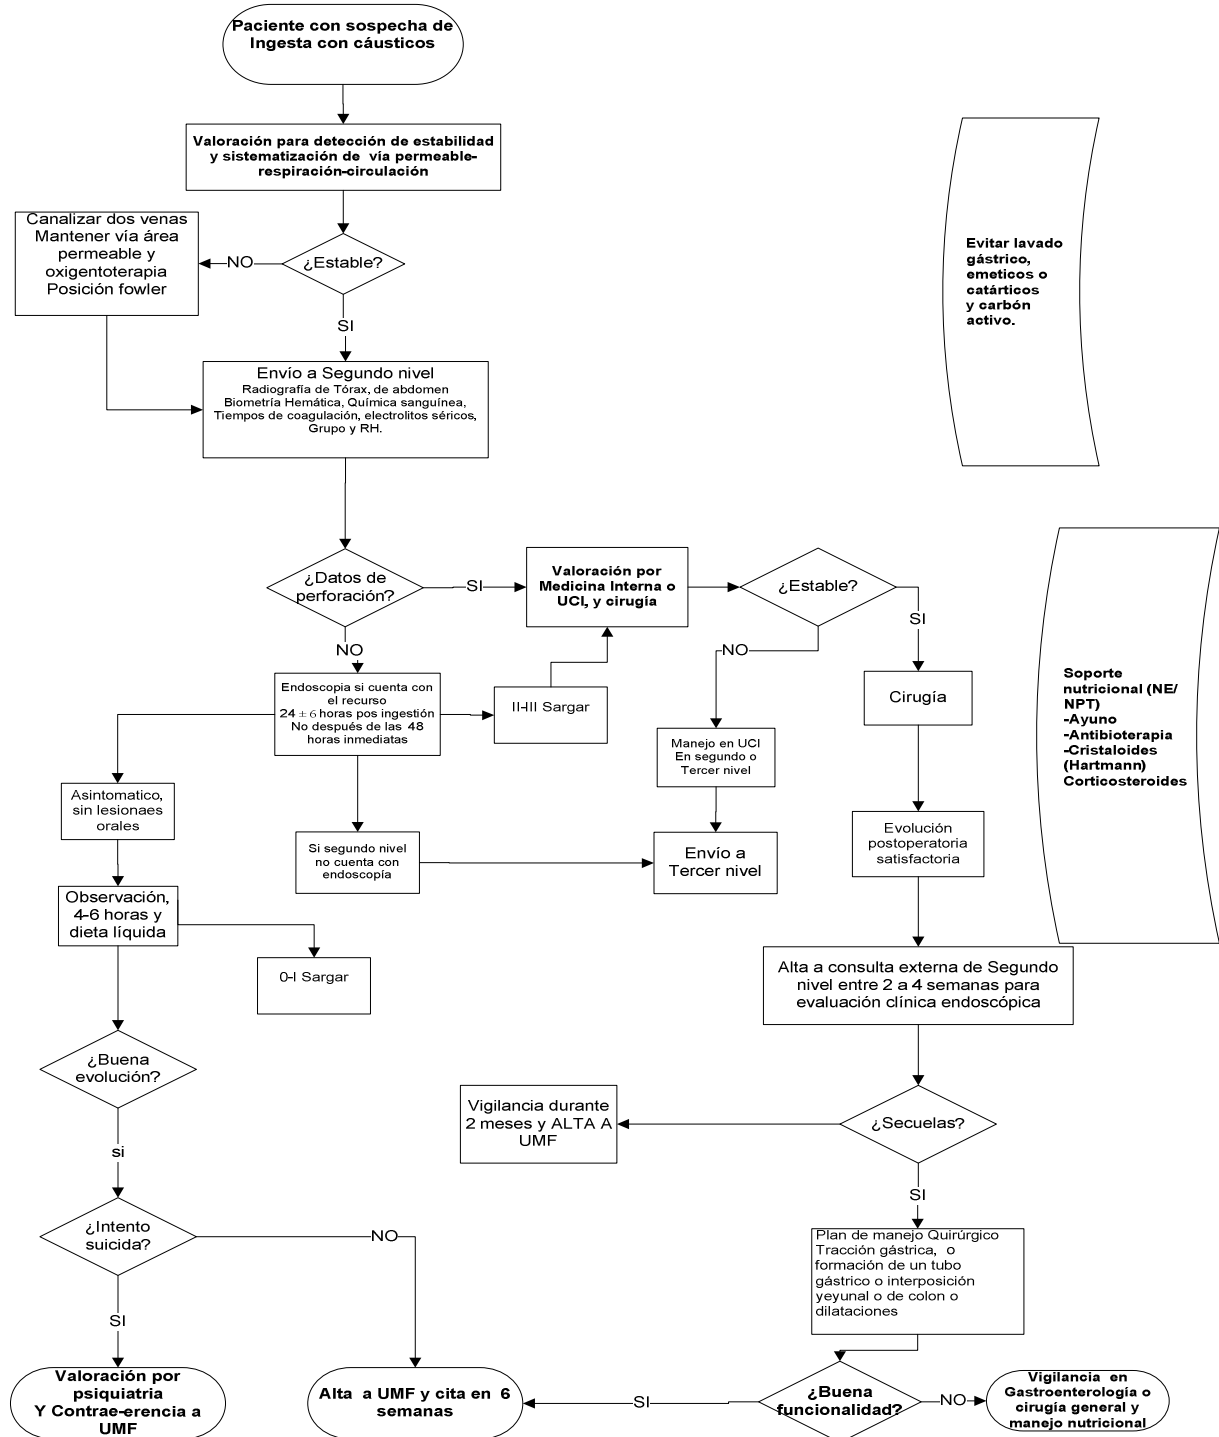 Paciente con sospecha de
Ingesta con cáusticos
Valoración para detección de estabilidad
y sistematización de vía permeable-
respiración-circulación
Canalizar dos venas
Mantener vía área
permeable y
oxigentoterapia
Posición fowler
NO
¿Estable?
SI
Evitar lavado
gástrico,
emeticos o
catárticos
y carbón
activo.
Envío a Segundo nivel
Radiografía de Tórax, de abdomen
Biometría Hemática, Química sanguínea,
Tiempos de coagulación, electrolitos séricos,
Grupo y RH.
¿Datos de
perforación?
SI
Valoración por
Medicina Interna o
UCI, y cirugía
¿Estable?
SI
NO
NO
Endoscopia si cuenta con
el recurso
24 ± 6 horas pos ingestión
No después de las 48
horas inmediatas
II-III Sargar
Cirugía
Soporte
nutricional (NE/
NPT)
-Ayuno
-Antibioterapia
-Cristaloides
(Hartmann)
Corticosteroides
Manejo en UCI
En segundo o
Tercer nivel
Asintomatico,
sin lesionaes
orales
Si segundo nivel
no cuenta con
endoscopía
Envío a
Tercer nivel
Evolución
postoperatoria
satisfactoria
Observación,
4-6 horas y
dieta líquida
0-I Sargar
Alta a consulta externa de Segundo
nivel entre 2 a 4 semanas para
evaluación clínica endoscópica
¿Buena
evolución?
Vigilancia durante
2 meses y ALTA A
UMF
¿Secuelas?
si
SI
¿Intento
suicida?
NO
Plan de manejo Quirúrgico
Tracción gástrica, o
formación de un tubo
gástrico o interposición
yeyunal o de colon o
dilataciones
SI
Valoración por
psiquiatria
Y Contrae-erencia a
UMF
Alta a UMF y cita en 6
semanas
SI
¿Buena
funcionalidad?
NO
Vigilancia en
Gastroenterología o
cirugía general y
manejo nutricional